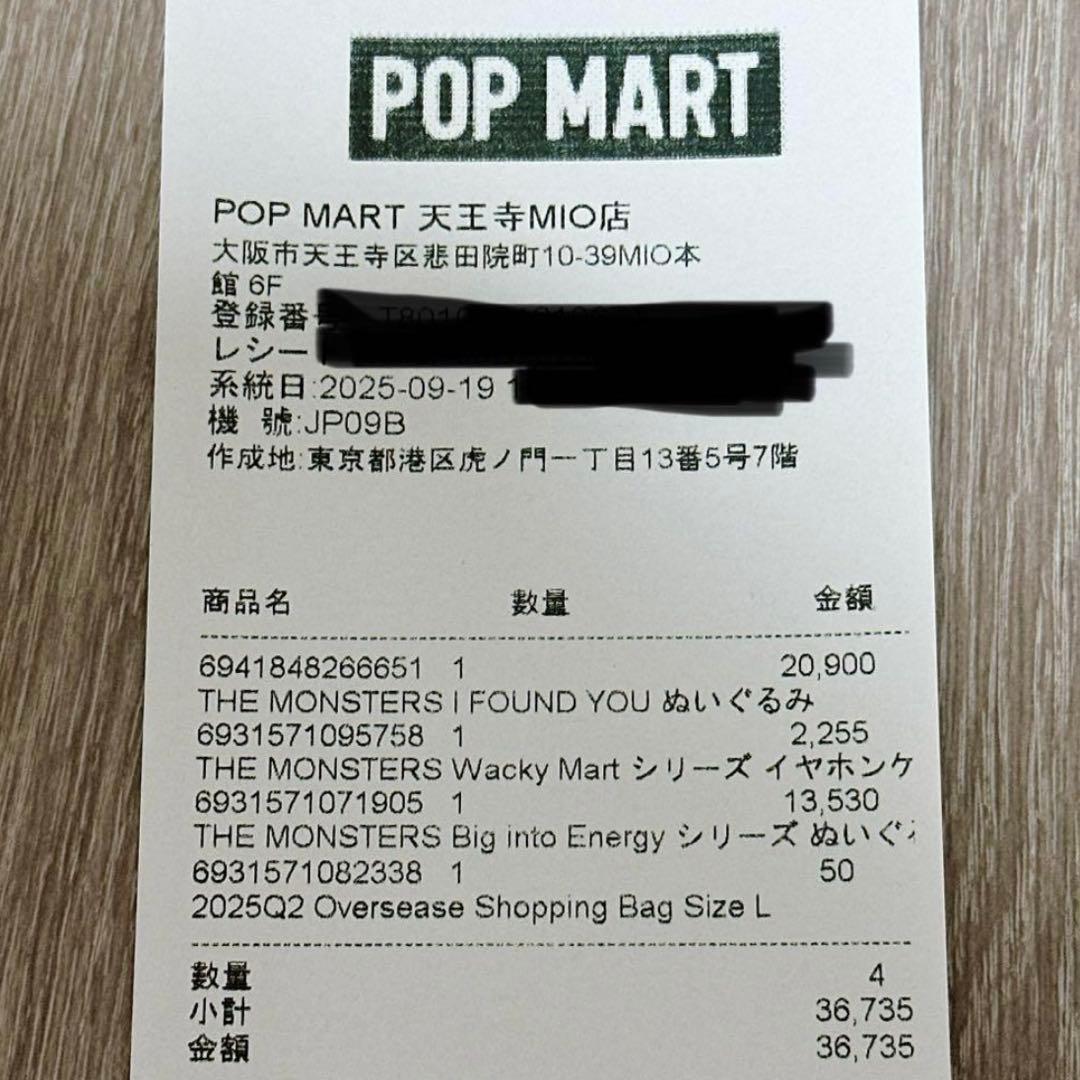 POP MART
POP MART 天王寺MIO店
大阪市天王寺区悲田院町10-39MIO本
館 6F
登録番号
レシー
系統日:2025-09-19
機 號:JP09B
作成地:東京都港区虎ノ門一丁目13番5号7階
商品名 數量 金額
6941848266651 1 20,900
THE MONSTERS I FOUND YOU ぬいぐるみ
6931571095758 1 2,255
THE MONSTERS Wacky Mart シリーズ イヤホンケ
6931571071905 1 13,530
THE MONSTERS Big into Energy シリーズ ぬいぐ
6931571082338 1 50
2025Q2 Oversease Shopping Bag Size L
數量 4
小計 36,735
金額 36,735